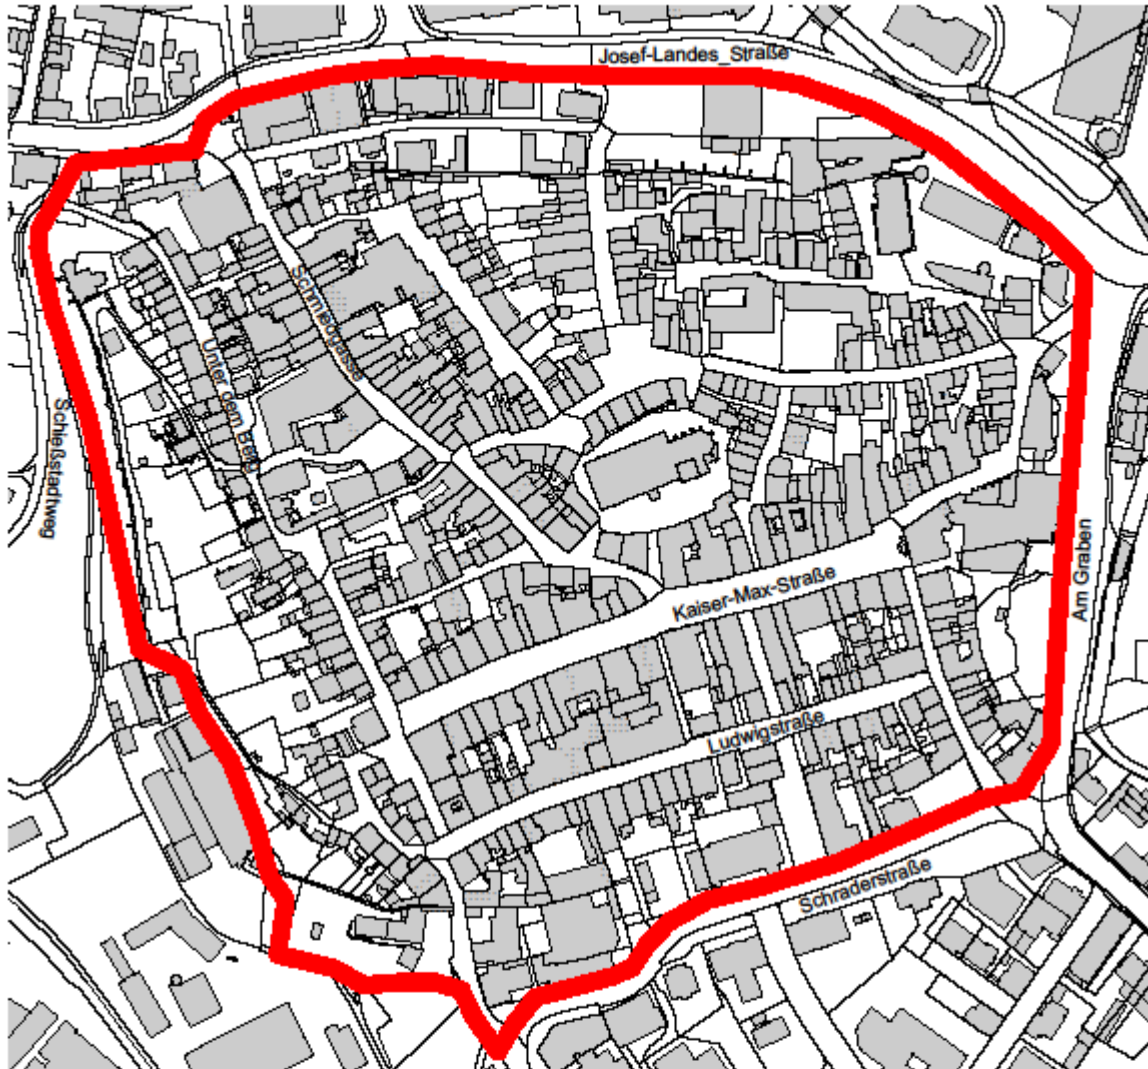 Josef-Landes_Straße
Schmiedgasse
Unter dem Berg
Schießstadtweg
Am Graben
Kaiser-Max-Straße
Ludwigstraße
Schraderstraße